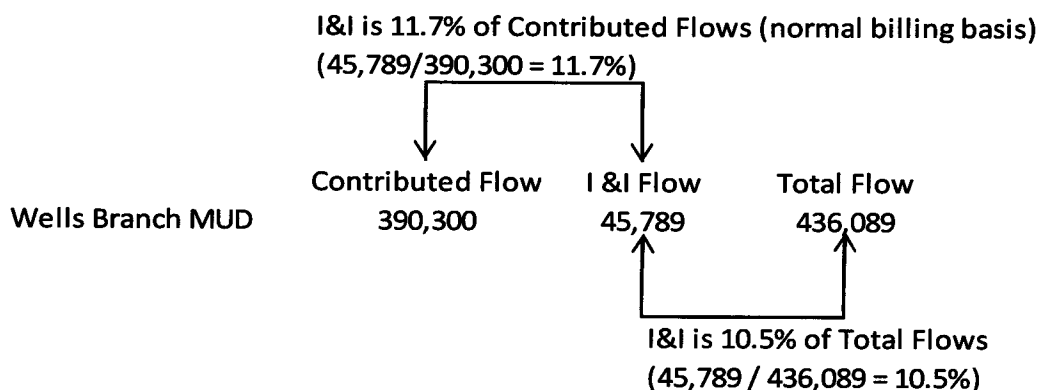 I&I is 11.7% of Contributed Flows (normal billing basis)
(45,789/390,300 = 11.7%)
Contributed Flow I &I Flow Total Flow
Wells Branch MUD 390,300 45,789 436,089
I&I is 10.5% of Total Flows
(45,789 / 436,089 = 10.5%)